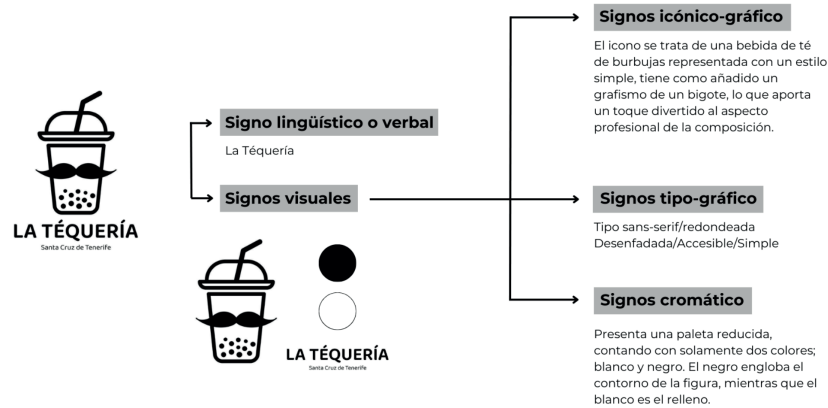 LA TÉQUERÍA
Santa Cruz de Tenerife
Signo lingüístico o verbal
La Téquería
Signos visuales
LA TÉQUERÍA
Santa Cruz de Tenerife
Signos icónico-gráfico
El icono se trata de una bebida de té
de burbujas representada con un estilo
simple, tiene como añadido un
grafismo de un bigote, lo que aporta
un toque divertido al aspecto
profesional de la composición.
Signos tipo-gráfico
Tipo sans-serif/redondeada
Desenfadada/Accesible/Simple
Signos cromático
Presenta una paleta reducida,
contando con solamente dos colores;
blanco y negro. El negro engloba el
contorno de la figura, mientras que el
blanco es el relleno.